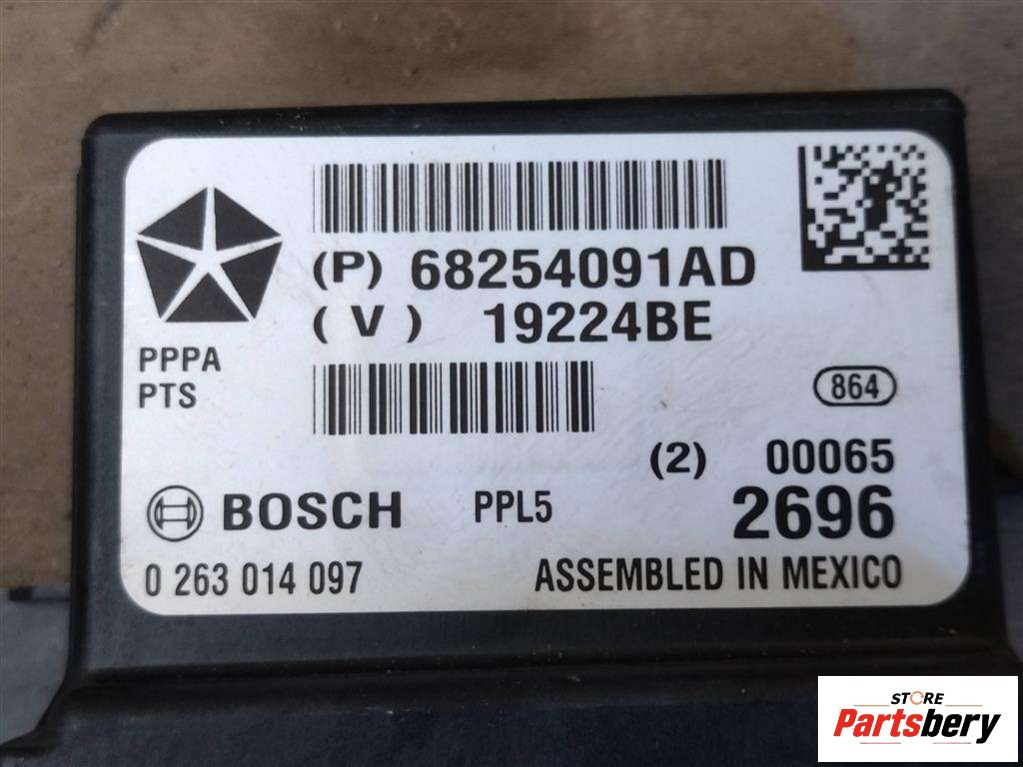 (P) 68254091AD
(V) 19224BE
PPPA
PTS
864
(2) 00065
BOSCH PPL5 2696
0 263 014 097 ASSEMBLED IN MEXICO
STORE
Partsbery